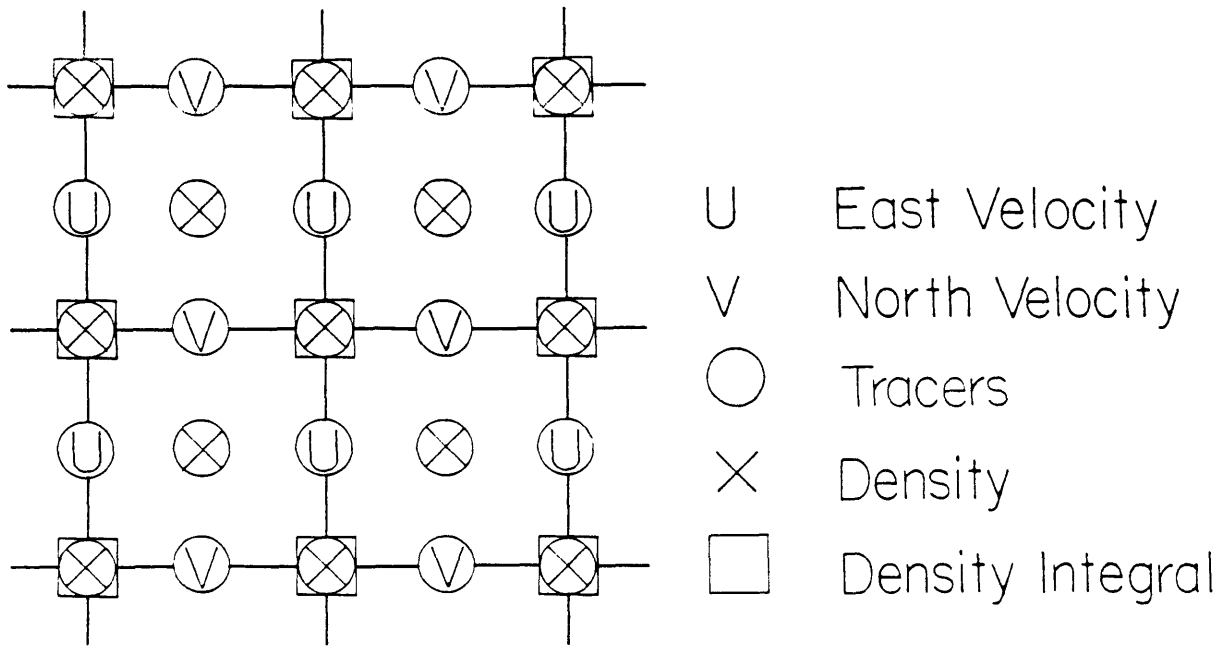 V V
U U U
V V
U U U
V V
U East Velocity
V North Velocity
Tracers
Density
Density Integral